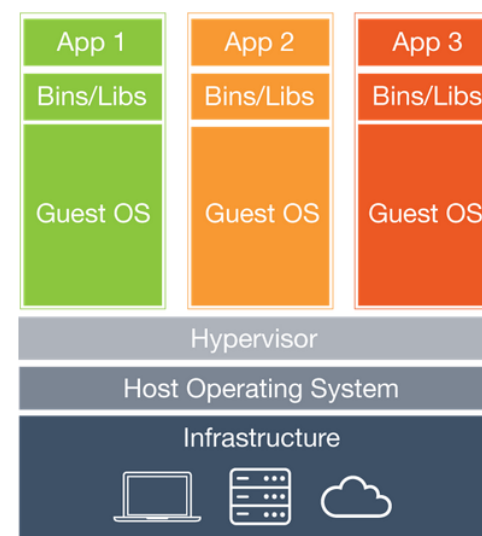 App 1
App 2
App 3
Bins/Libs
Bins/Libs
Bins/Libs
Guest OS
Guest OS
Guest OS
Hypervisor
Host Operating System
Infrastructure